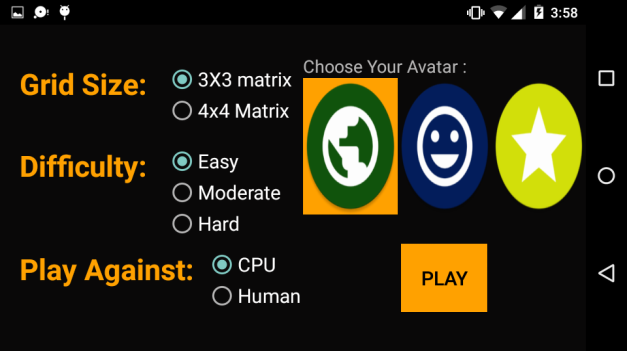 3:58
Choose Your Avatar :
Grid Size:
3X3 matrix
4x4 Matrix
Difficulty:
Easy
Moderate
Hard
Play Against:
CPU
Human
PLAY